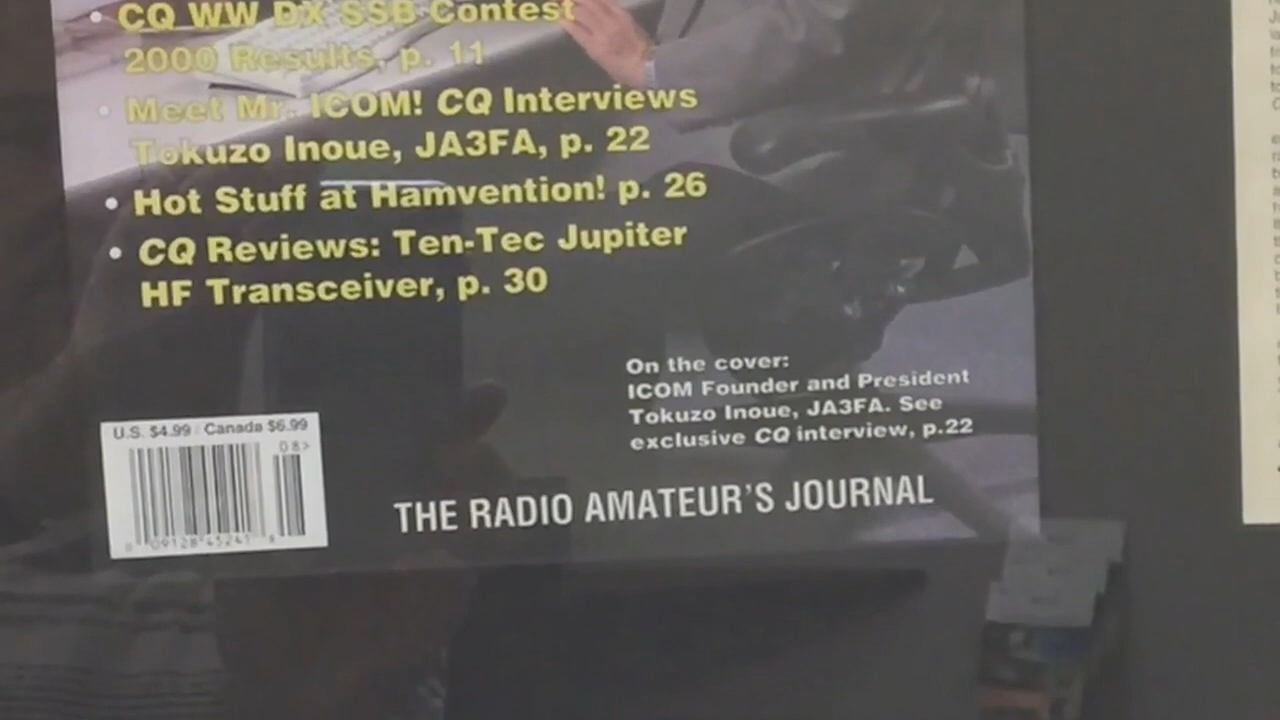 • CQ WW DX SSB Contest
2000 Results, p. 11
• Meet Mr. ICOM! CQ Interviews
Tokuzo Inoue, JA3FA, p. 22
• Hot Stuff at Hamvention! p. 26
• CQ Reviews: Ten-Tec Jupiter
HF Transceiver, p. 30
On the cover:
ICOM Founder and President
Tokuzo Inoue, JA3FA. See
exclusive CQ interview, p.22
U.S. $4.99 Canada $6.99
08>
THE RADIO AMATEUR'S JOURNAL